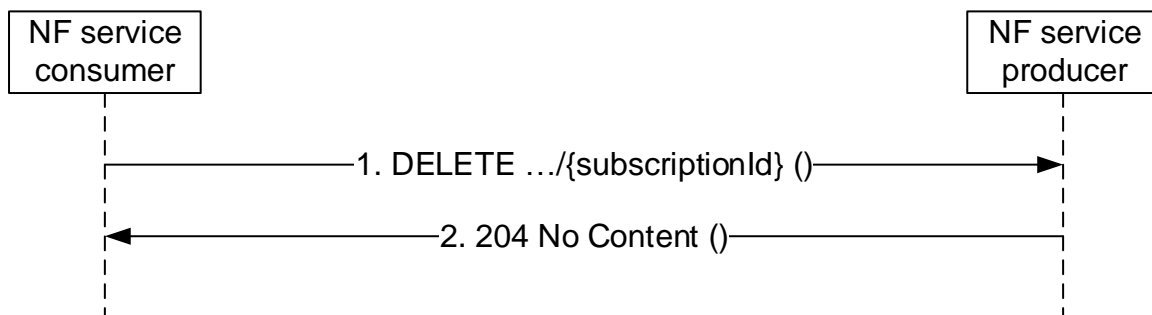 NF service
consumer
NF service
producer
1. DELETE …/{subscriptionId} ()
2. 204 No Content ()